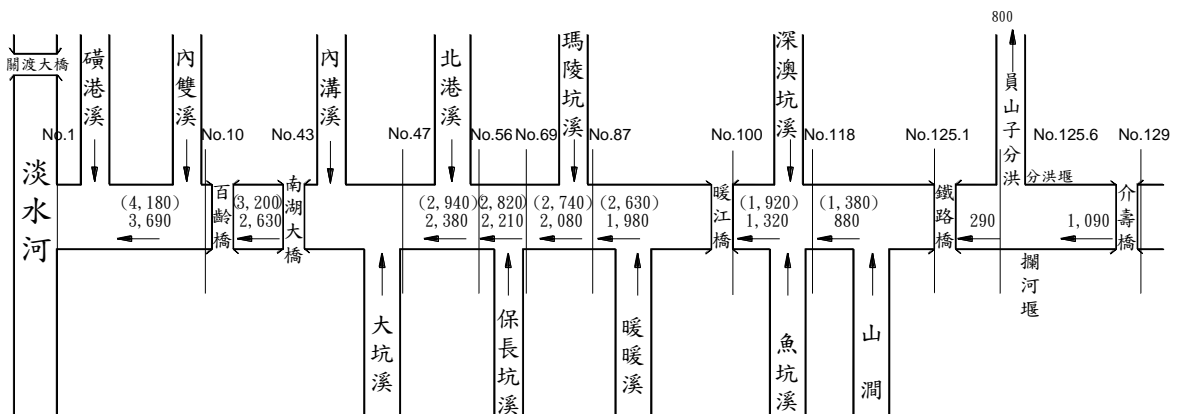 800
關渡大橋
磺港溪
內雙溪
內溝溪
北港溪
瑪陵坑溪
深澳坑溪
員山子分洪
No.1
No.10
No.43
No.47
No.56
No.69
No.87
No.100
No.118
No.125.1
No.125.6
No.129
淡水河
百齡橋
南湖大橋
暖江橋
鐵路橋
分洪堰
介壽橋
(4,180)
3,690
(3,200)
2,630
(2,940)
2,380
(2,820)
2,210
(2,740)
2,080
(2,630)
1,980
(1,920)
1,320
(1,380)
880
290
1,090
攔河堰
大坑溪
保長坑溪
暖暖溪
魚坑溪
山澗